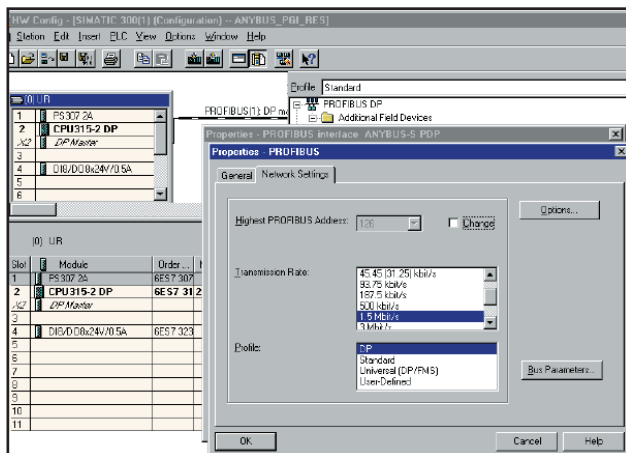 HW Config - [SIMATIC 300(1) (Configuration) -- ANYBUS_PGI_RES]
Station Edit Insert PLC View Options Window Help
(0) UR
1 PS307 2A
2 CPU315-2 DP
X2 DP Master
3
4 DI8/DO8x24V/0.5A
5
6
PROFIBUS(1): DP
Profile Standard
PROFIBUS DP
Additional Field Devices
Properties - PROFIBUS interface ANYBUS-S PDP
Properties - PROFIBUS
General Network Settings
Highest PROFIBUS Address: 126 Change
Options...
Transmission Rate:
45.45 (31.25) kbit/s
93.75 kbit/s
187.5 kbit/s
500 kbit/s
1.5 Mbit/s
3 Mbit/s
Profile:
DP
Standard
Universal (DP/FMS)
User-Defined
Bus Parameters...
OK Cancel Help
(0) UR
Slot Module Order ...
1 PS307 2A 6ES7 307
2 CPU315-2 DP 6ES7 31 2
X2 DP Master
3
4 DI8/DO8x24V/0.5A 6ES7 323
5
6
7
8
9
10
11